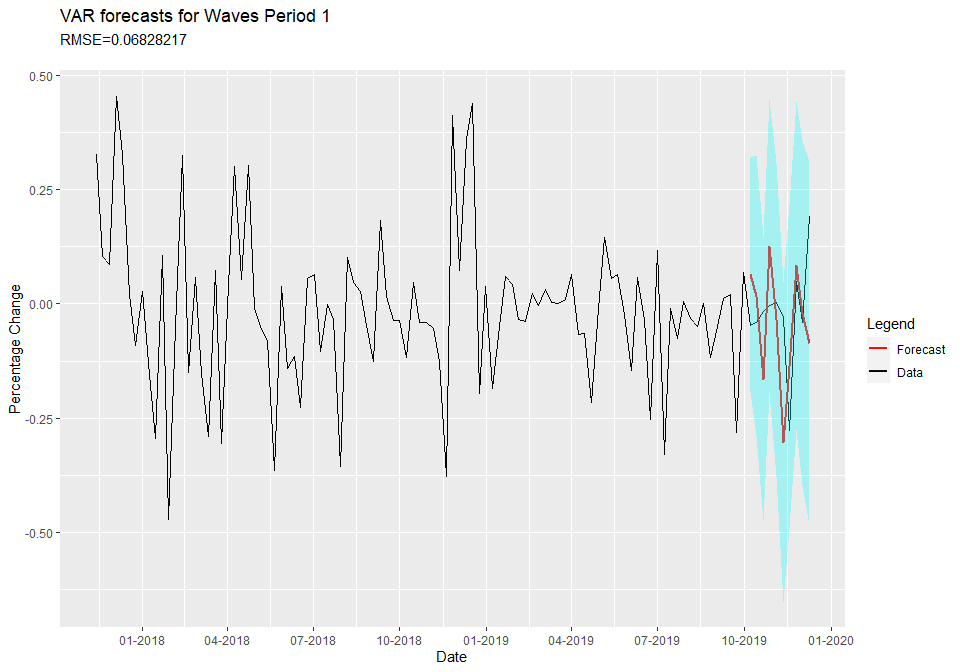 VAR forecasts for Waves Period 1
RMSE=0.06828217
0.50
0.25
0.00
-0.25
-0.50
Percentage Change
01-2018
04-2018
07-2018
10-2018
01-2019
04-2019
07-2019
10-2019
01-2020
Date
Legend
Forecast
Data